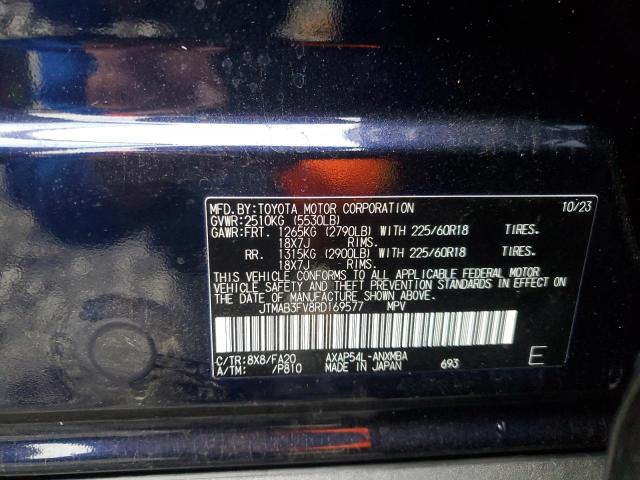 MFD.BY:TOYOTA MOTOR CORPORATION 10/23
GVWR:2510KG (5530LB)
GAWR:FRT. 1265KG (2790LB) WITH 225/60R18 TIRES.
18X7J RIMS.
RR. 1315KG (2900LB) WITH 225/60R18 TIRES.
18X7J RIMS.
THIS VEHICLE CONFORMS TO ALL APPLICABLE FEDERAL MOTOR
VEHICLE SAFETY AND THEFT PREVENTION STANDARDS IN EFFECT ON THE DATE OF
MANUFACTURE SHOWN ABOVE.
JTMAB3FV8RD169577 MPV
C/TR:8X8/FA20 AXAP54L-ANXMBA
A/TM: /P810 MADE IN JAPAN 693 E